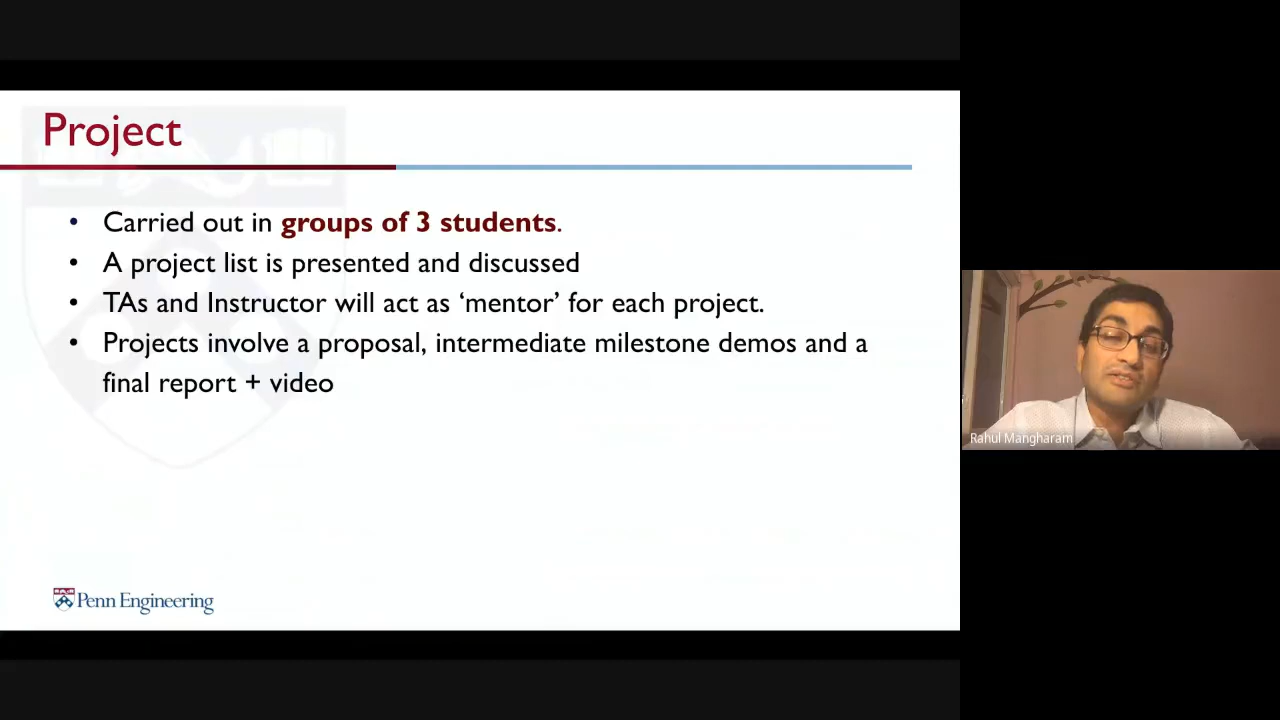 Project
• Carried out in groups of 3 students.
• A project list is presented and discussed
• TAs and Instructor will act as ‘mentor’ for each project.
• Projects involve a proposal, intermediate milestone demos and a
final report + video
Penn Engineering
Rahul Mangharam